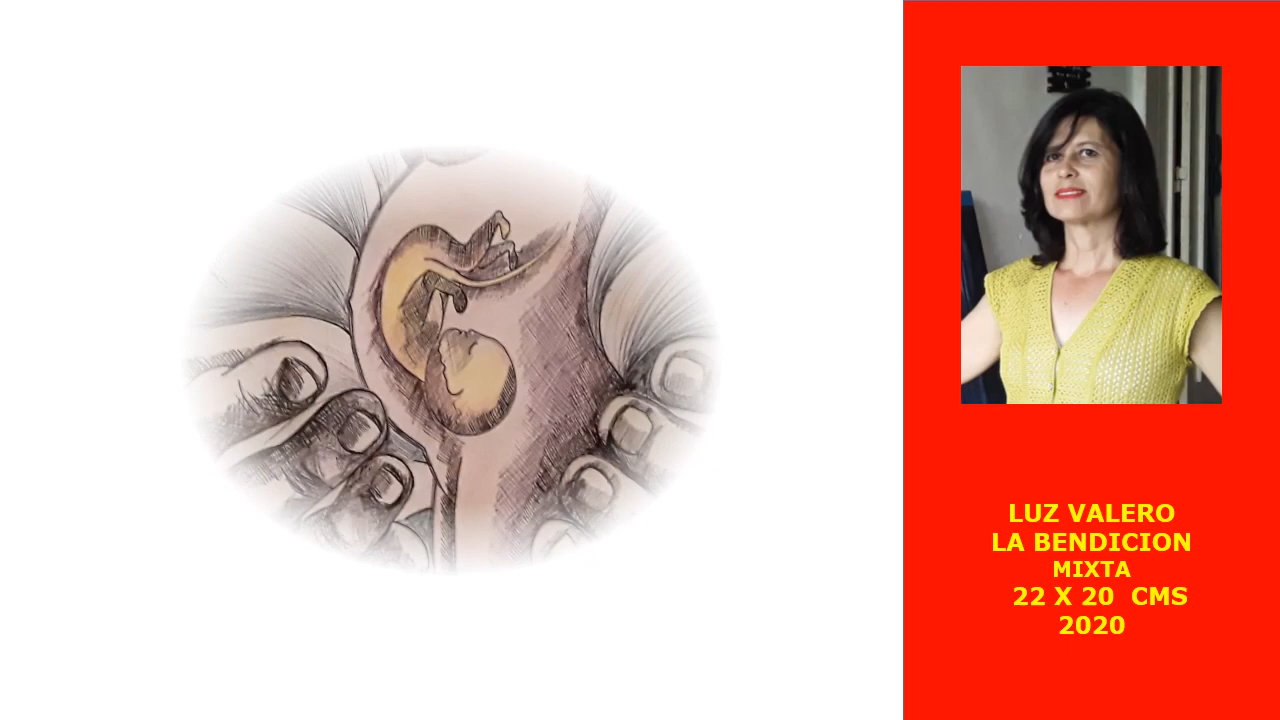 LUZ VALERO
LA BENDICION
MIXTA
22 X 20 CMS
2020